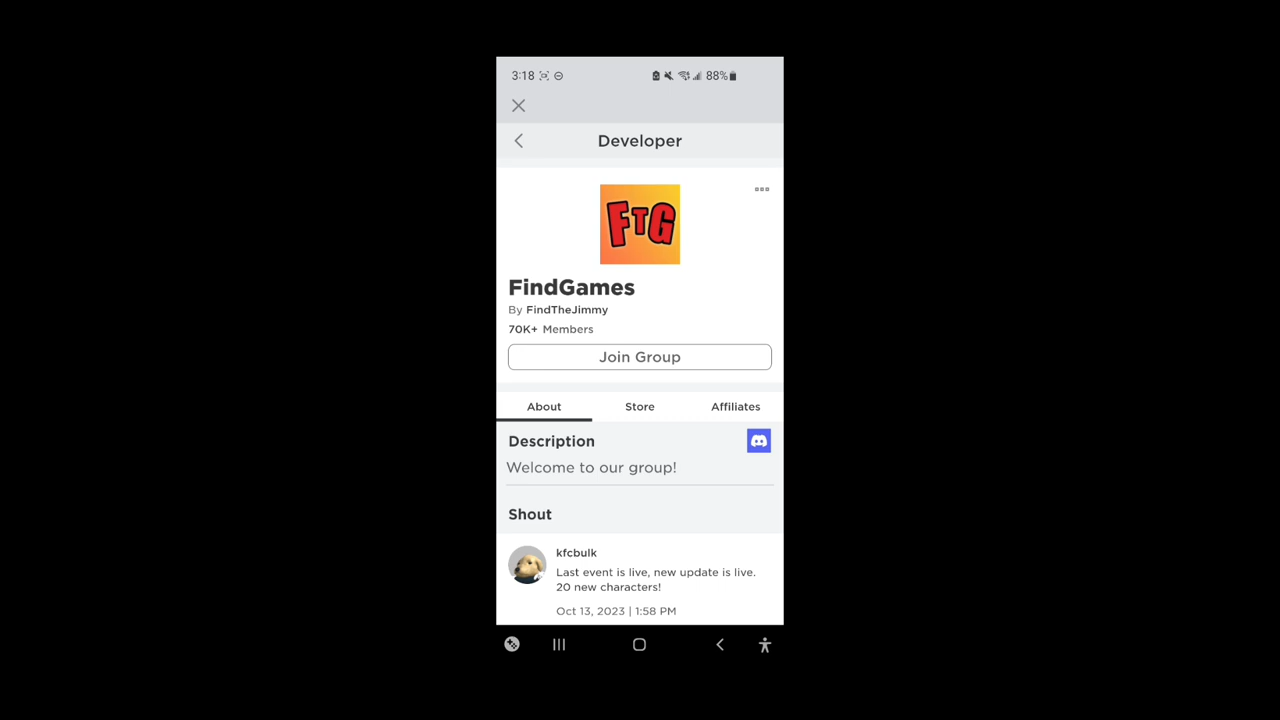 3:18 88%
Developer
FTG
FindGames
By FindTheJimmy
70K+ Members
Join Group
About Store Affiliates
Description
Welcome to our group!
Shout
kfcbulk
Last event is live, new update is live.
20 new characters!
Oct 13, 2023 | 1:58 PM